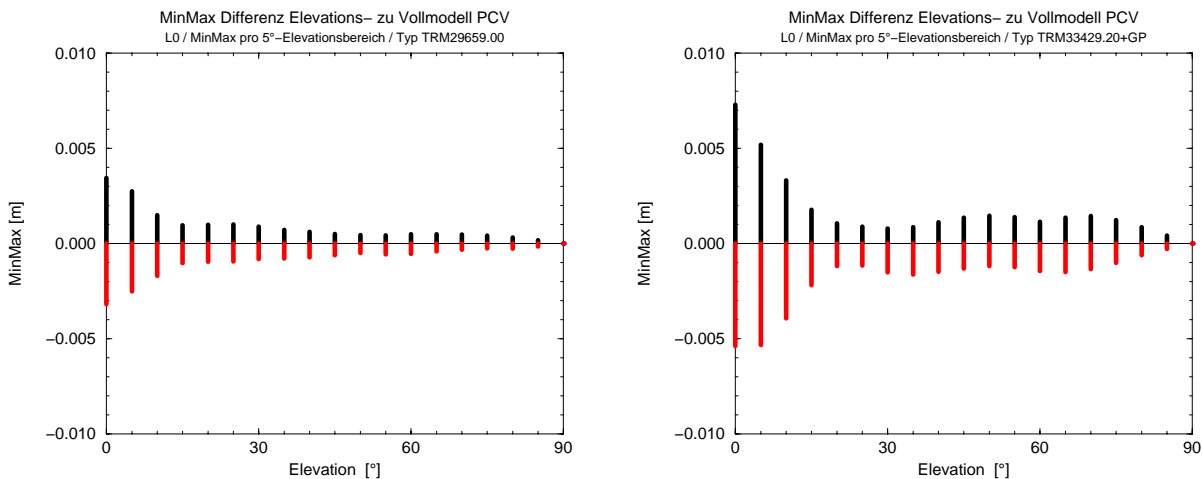 MinMax Differenz Elevations− zu Vollmodell PCV
L0 / MinMax pro 5°−Elevationsbereich / Typ TRM29659.00
0.010
0.005
0.000
−0.005
−0.010
MinMax [m]
0
30
60
90
Elevation [°]
MinMax Differenz Elevations− zu Vollmodell PCV
L0 / MinMax pro 5°−Elevationsbereich / Typ TRM33429.20+GP
0.010
0.005
0.000
−0.005
−0.010
MinMax [m]
0
30
60
90
Elevation [°]